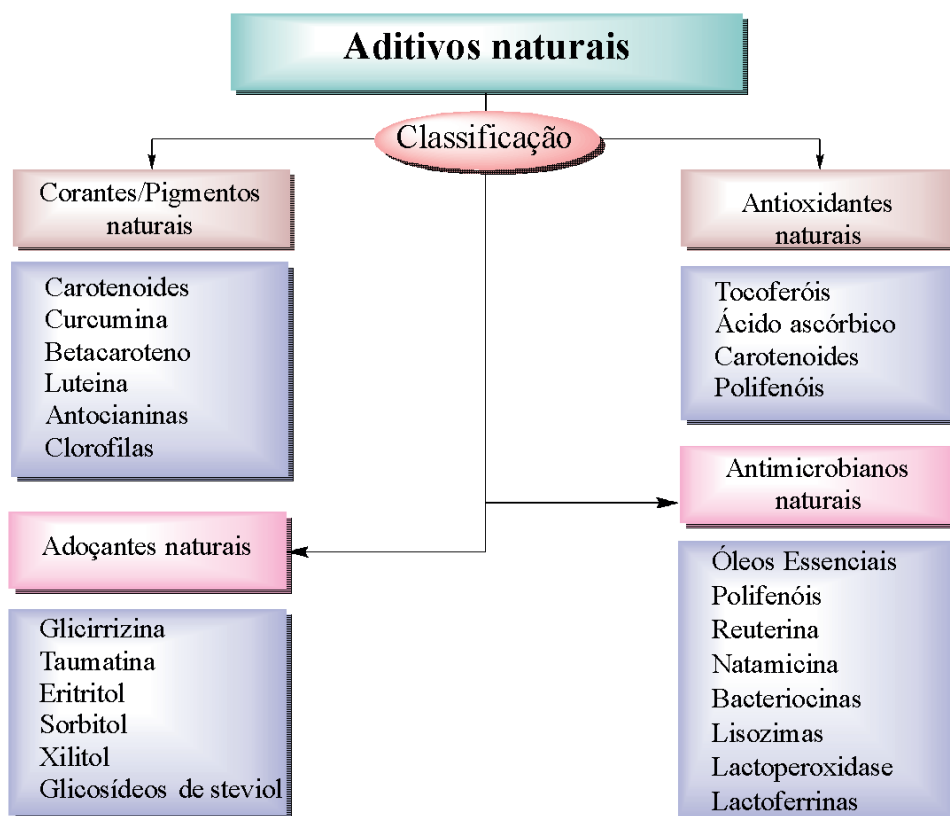 Aditivos naturais
Classificação
Corantes/Pigmentos
naturais
Carotenoides
Curcumina
Betacaroteno
Luteina
Antocianinas
Clorofilas
Antioxidantes
naturais
Tocoferóis
Ácido ascórbico
Carotenoides
Polifenóis
Adoçantes naturais
Glicirrizina
Taumatina
Eritritol
Sorbitol
Xilitol
Glicosídeos de steviol
Antimicrobianos
naturais
Óleos Essenciais
Polifenóis
Reuterina
Natamicina
Bacteriocinas
Lisozimas
Lactoperoxidase
Lactoferrinas